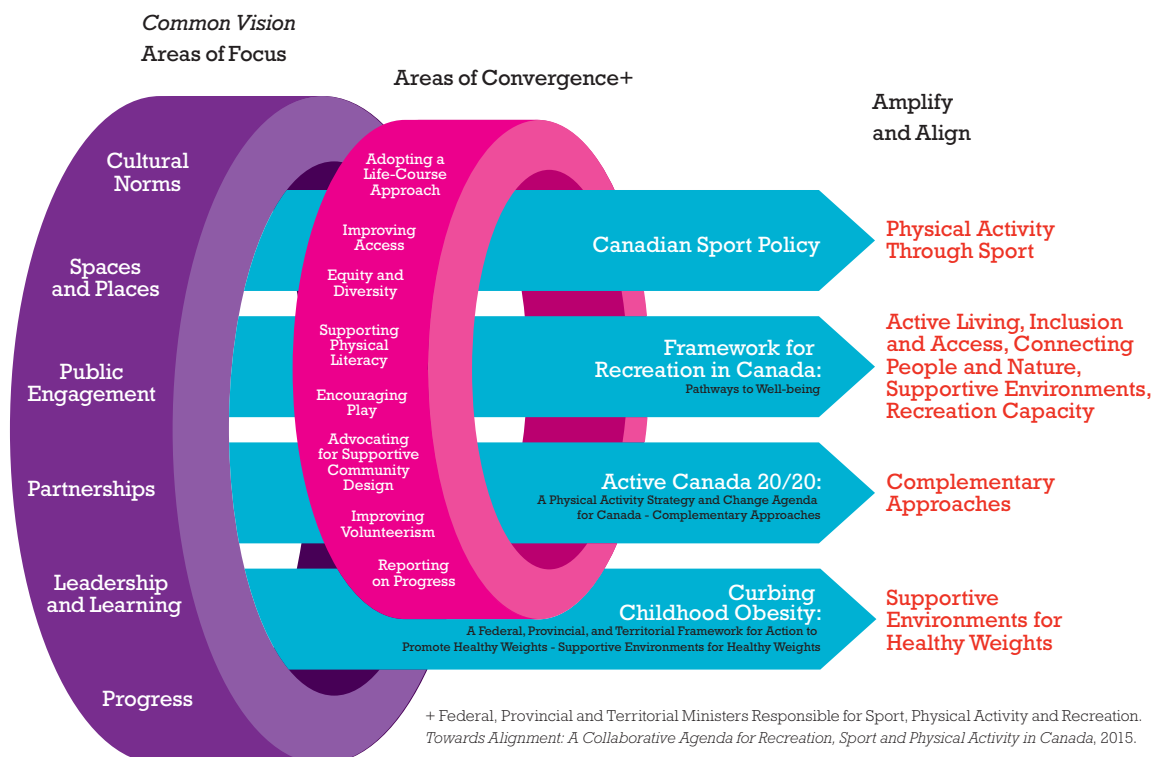 Common Vision
Areas of Focus
Areas of Convergence+
Amplify
and Align
Cultural
Norms
Spaces
and Places
Public
Engagement
Partnerships
Leadership
and Learning
Progress
Adopting a
Life-Course
Approach
Improving
Access
Equity and
Diversity
Supporting
Physical
Literacy
Encouraging
Play
Advocating
for Supportive
Community
Design
Improving
Volunteerism
Reporting
on Progress
Canadian Sport Policy
Framework for
Recreation in Canada:
Pathways to Well-being
Active Canada 20/20:
A Physical Activity Strategy and Change Agenda
for Canada - Complementary Approaches
Curbing
Childhood Obesity:
A Federal, Provincial, and Territorial Framework for Action to
Promote Healthy Weights - Supportive Environments for Healthy Weights
Physical Activity
Through Sport
Active Living, Inclusion
and Access, Connecting
People and Nature,
Supportive Environments,
Recreation Capacity
Complementary
Approaches
Supportive
Environments for
Healthy Weights
+ Federal, Provincial and Territorial Ministers Responsible for Sport, Physical Activity and Recreation.
Towards Alignment: A Collaborative Agenda for Recreation, Sport and Physical Activity in Canada, 2015.